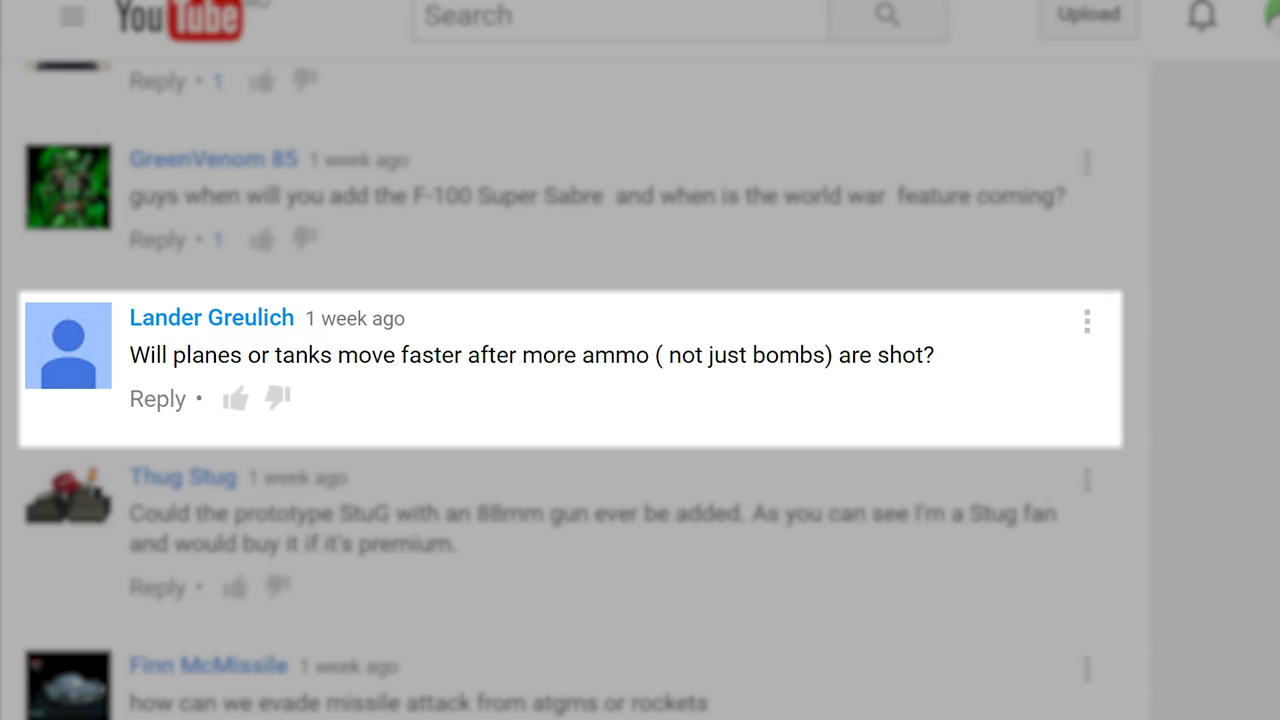 YouTube
Search
Upload
Reply • 1
GreenVenom 85 1 week ago
guys when will you add the F-100 Super Sabre and when is the world war feature coming?
Reply • 1
Lander Greulich 1 week ago
Will planes or tanks move faster after more ammo ( not just bombs) are shot?
Reply •
Thug Stug 1 week ago
Could the prototype StuG with an 88mm gun ever be added. As you can see I'm a Stug fan
and would buy it if it's premium.
Reply •
Finn McMissile 1 week ago
how can we evade missile attack from atgms or rockets